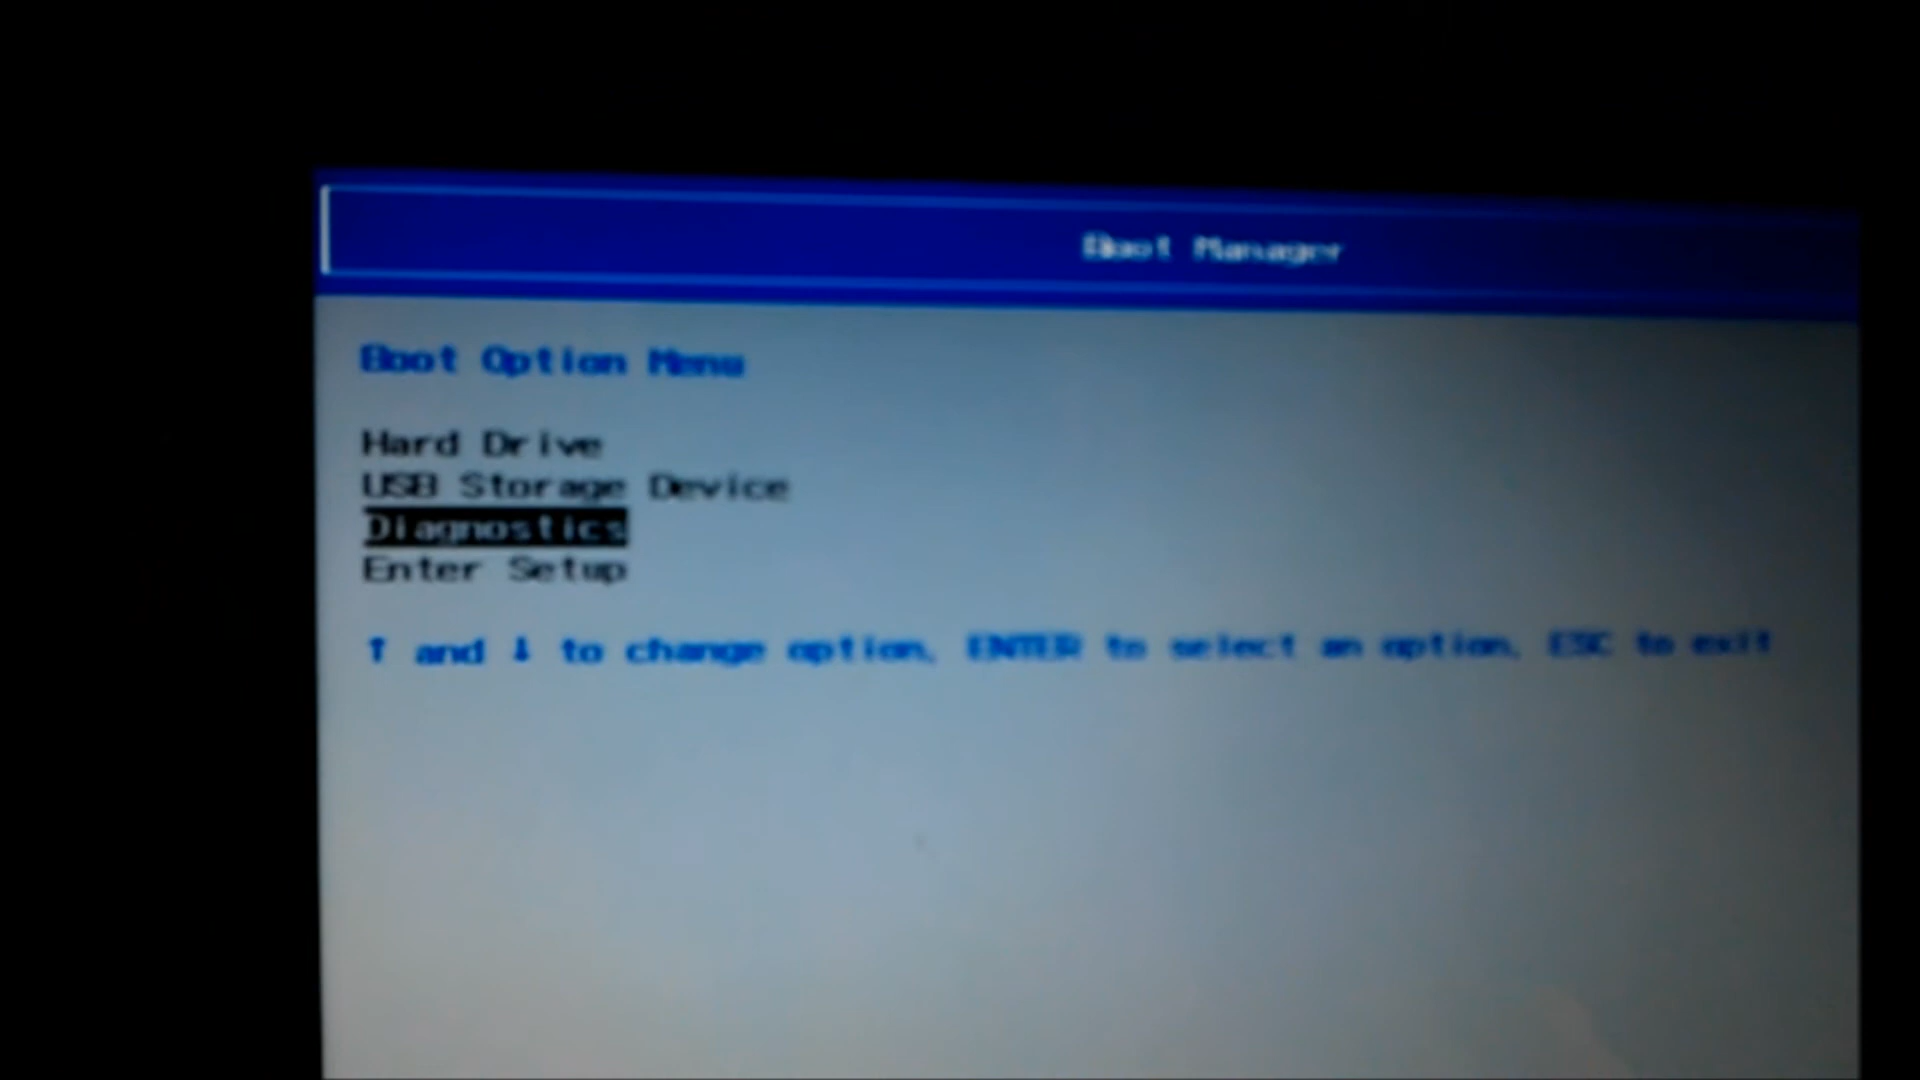 Boot Manager
Boot Option Menu
Hard Drive
USB Storage Device
Diagnostics
Enter Setup
↑ and ↓ to change option, ENTER to select an option, ESC to exit